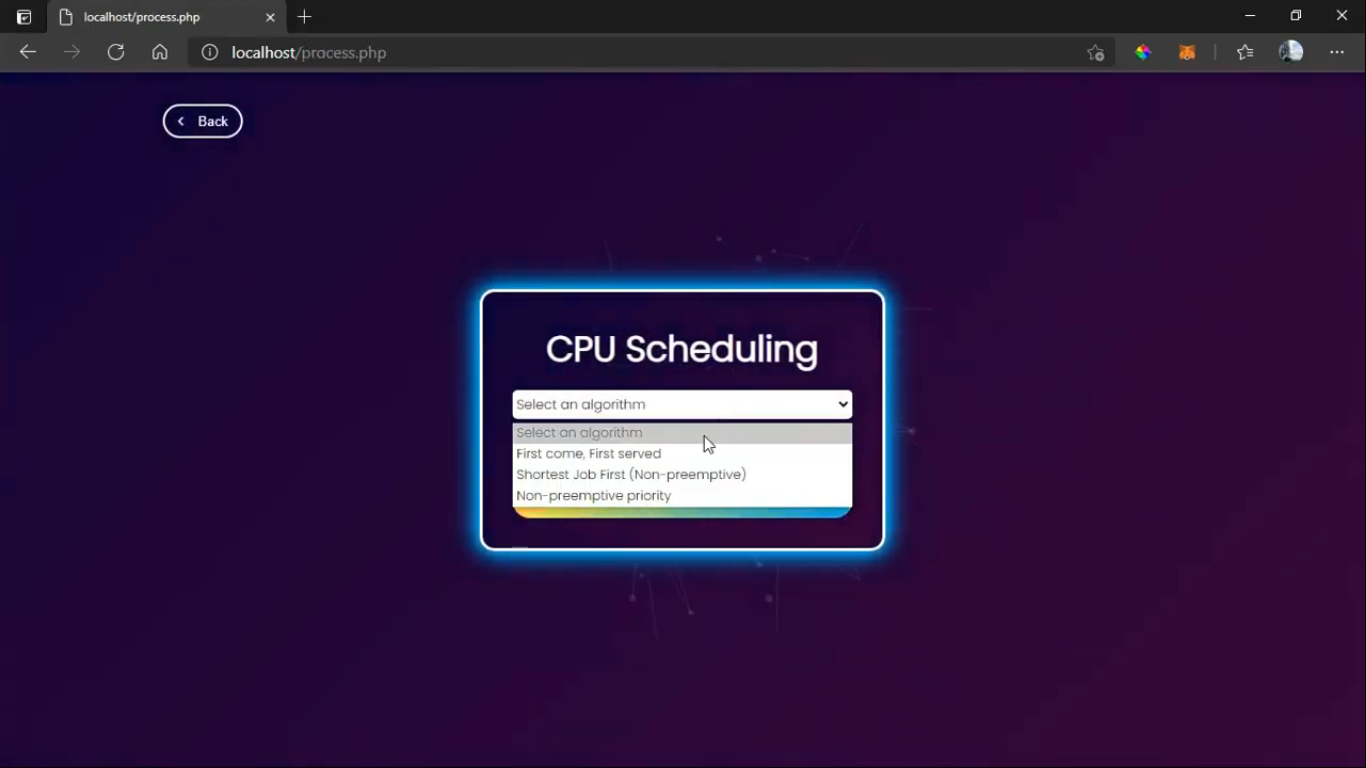 localhost/process.php
localhost/process.php
Back
CPU Scheduling
Select an algorithm
Select an algorithm
First come, First served
Shortest Job First (Non-preemptive)
Non-preemptive priority